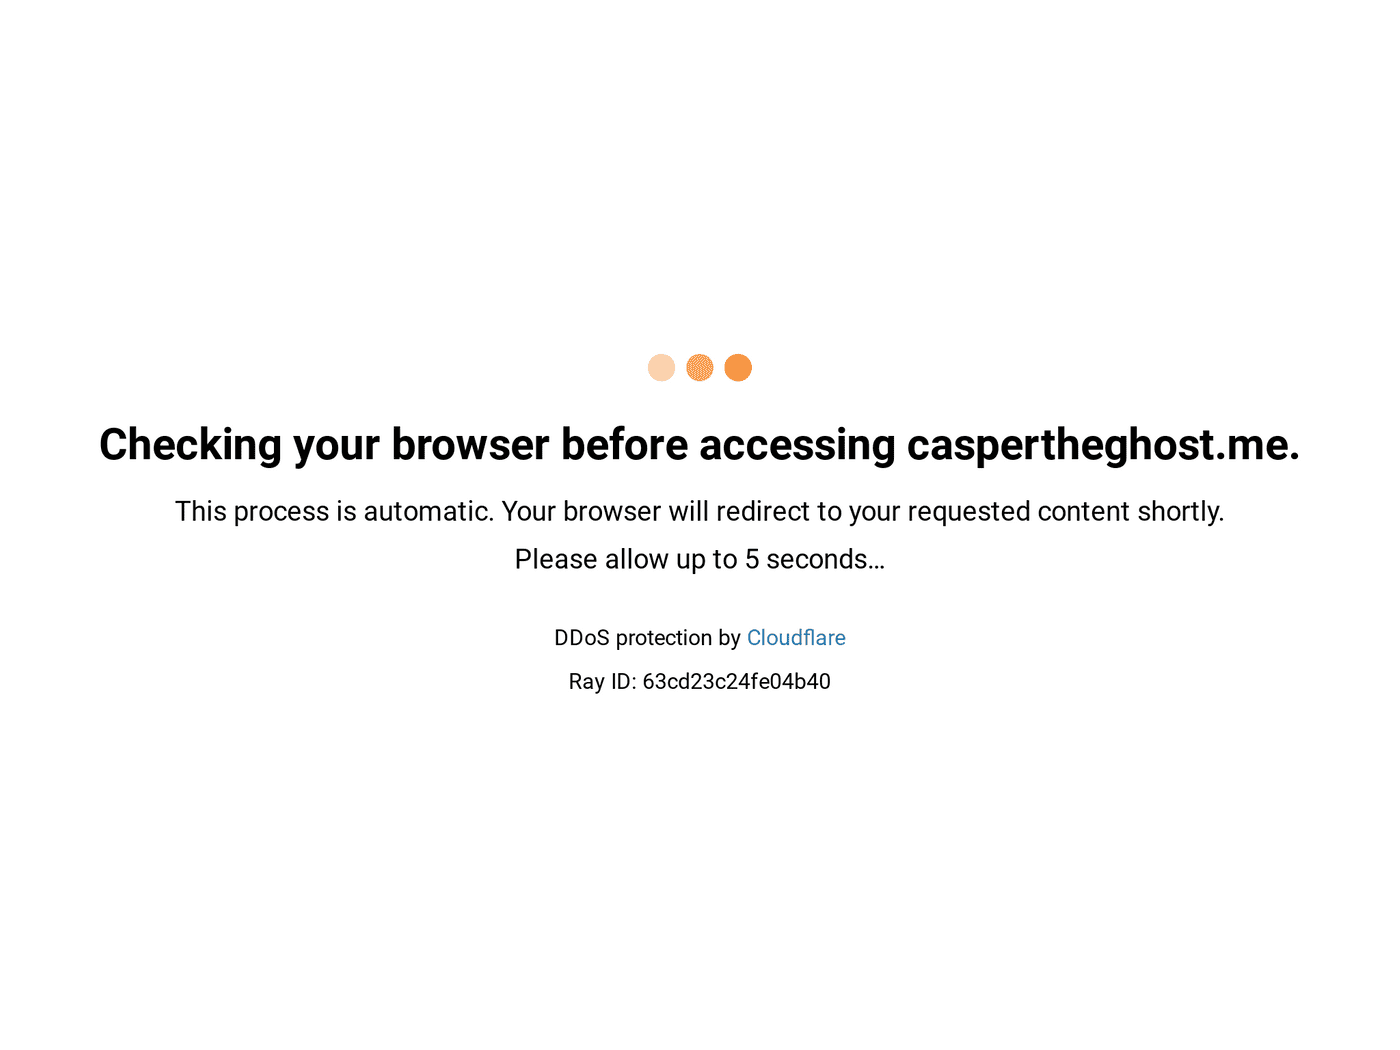 Checking your browser before accessing caspertheghost.me.
This process is automatic. Your browser will redirect to your requested content shortly.
Please allow up to 5 seconds…
DDoS protection by Cloudflare
Ray ID: 63cd23c24fe04b40